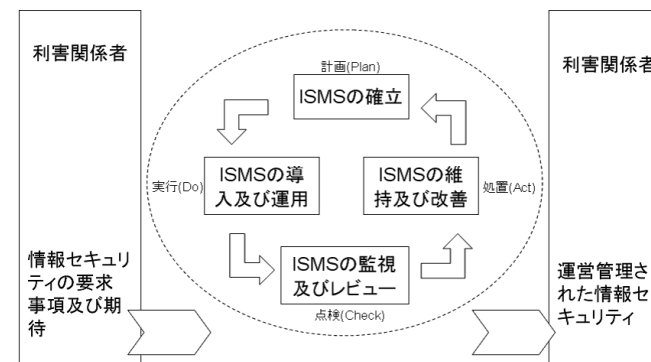 利害関係者
情報セキュリ
ティの要求
事項及び期
待
計画(Plan)
ISMSの確立
実行(Do)
ISMSの導
入及び運用
ISMSの維
持及び改善
処置(Act)
ISMSの監視
及びレビュー
点検(Check)
利害関係者
運営管理さ
れた情報セ
キュリティ